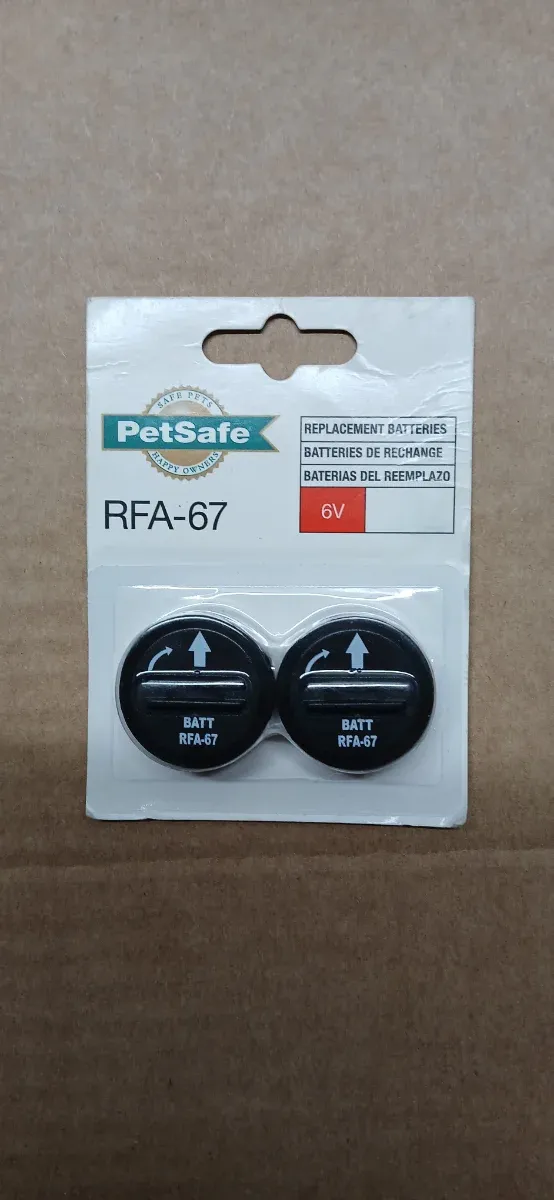 SAFE PETS
PetSafe
HAPPY OWNERS
RFA-67
REPLACEMENT BATTERIES
BATTERIES DE RECHANGE
BATERIAS DEL REEMPLAZO
6V
BATT
RFA-67
BATT
RFA-67